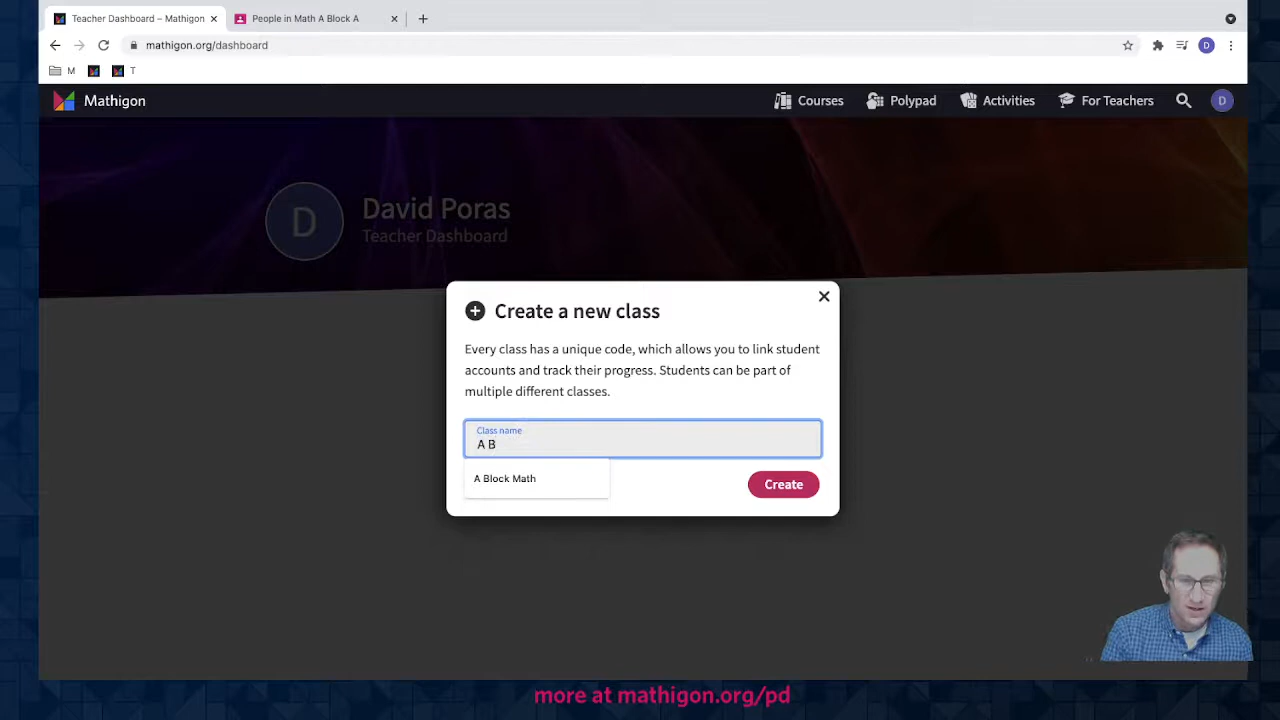 Teacher Dashboard – Mathigon
People in Math A Block A
mathigon.org/dashboard
D
M
T
Mathigon
Courses
Polypad
Activities
For Teachers
D
D
David Poras
Teacher Dashboard
Create a new class
Every class has a unique code, which allows you to link student
accounts and track their progress. Students can be part of
multiple different classes.
Class name
A B
A Block Math
Create
more at mathigon.org/pd